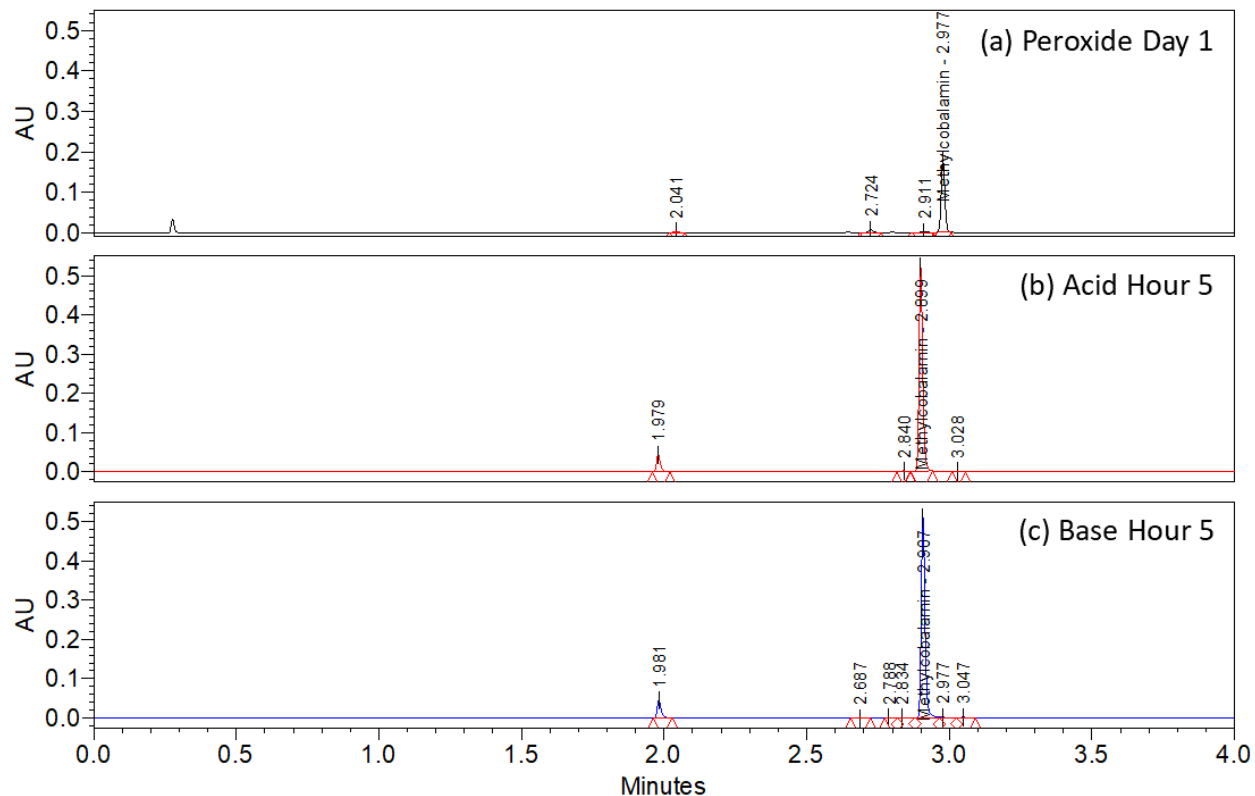 (a) Peroxide Day 1
AU
0.5
0.4
0.3
0.2
0.1
0.0
2.041
2.724
2.911
Methylcobalamin - 2.977
(b) Acid Hour 5
AU
0.5
0.4
0.3
0.2
0.1
0.0
1.979
2.840
Methylcobalamin - 2.899
3.028
(c) Base Hour 5
AU
0.5
0.4
0.3
0.2
0.1
0.0
1.981
2.687
2.788
2.834
Methylcobalamin - 2.907
2.977
3.047
0.0 0.5 1.0 1.5 2.0 2.5 3.0 3.5 4.0
Minutes